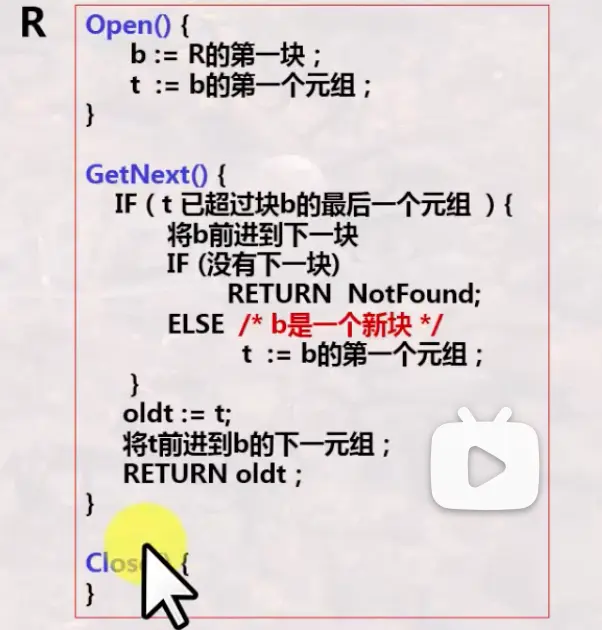 R
Open() {
b := R的第一块；
t := b的第一个元组；
}
GetNext() {
IF ( t 已超过块b的最后一个元组 ) {
将b前进到下一块
IF (没有下一块)
RETURN NotFound;
ELSE /* b是一个新块 */
t := b的第一个元组；
}
oldt := t;
将t前进到b的下一元组；
RETURN oldt；
}
Close() {
}